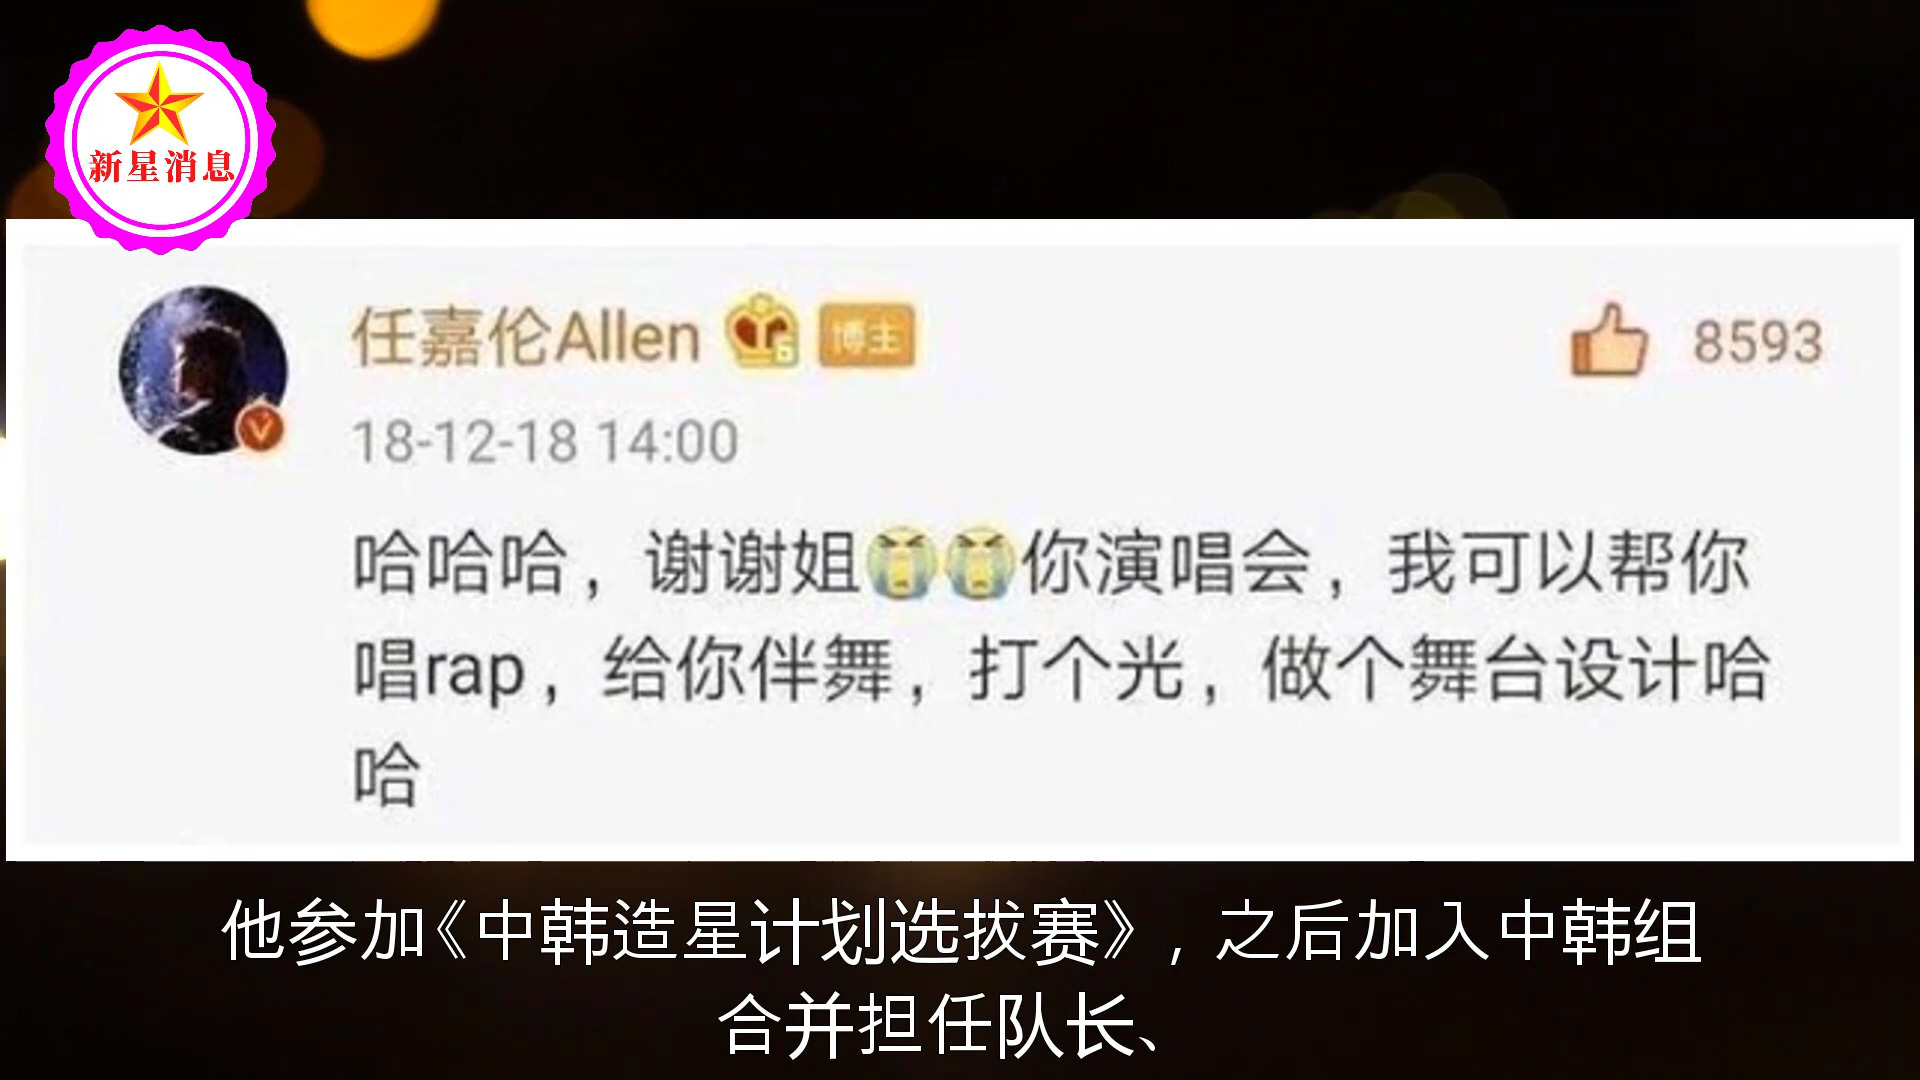 新星消息
任嘉伦Allen 博主 8593
18-12-18 14:00
哈哈哈，谢谢姐😭😭你演唱会，我可以帮你
唱rap，给你伴舞，打个光，做个舞台设计哈
哈
他参加《中韩造星计划选拔赛》，之后加入中韩组
合并担任队长、